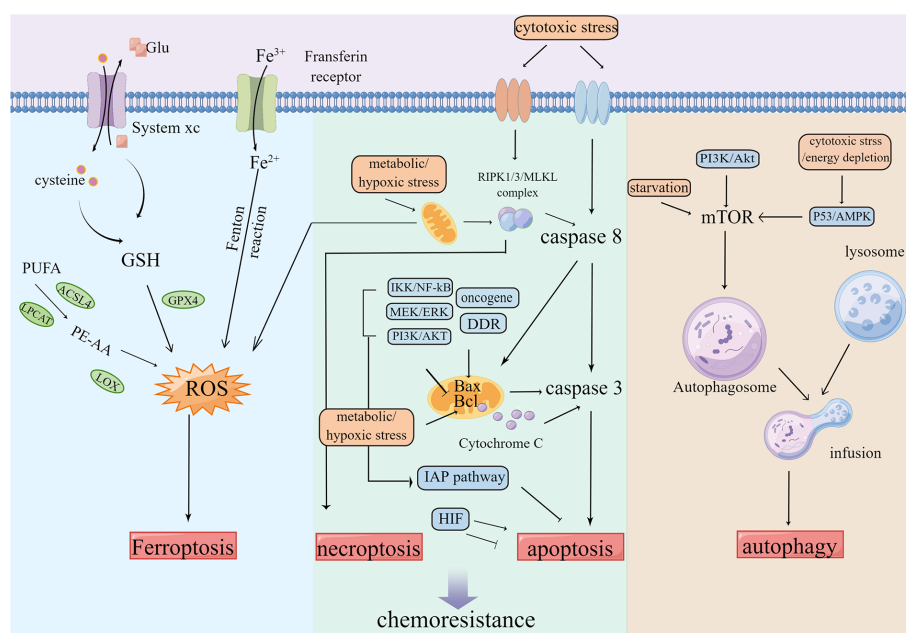 Glu
System xc
cysteine
GSH
PUFA
ACSL4
LPCAT
PE-AA
LOX
GPX4
ROS
Ferroptosis
Fe3+
Fransferin
receptor
Fe2+
Fenton
reaction
cytotoxic stress
metabolic/
hypoxic stress
RIPK1/3/MLKL
complex
caspase 8
IKK/NF-kB
oncogene
MEK/ERK
DDR
PI3K/AKT
Bax
Bcl
caspase 3
metabolic/
hypoxic stress
Cytochrome C
IAP pathway
HIF
necroptosis
apoptosis
chemoresistance
PI3K/Akt
cytotoxic strss
/energy depletion
starvation
mTOR
P53/AMPK
lysosome
Autophagosome
infusion
autophagy